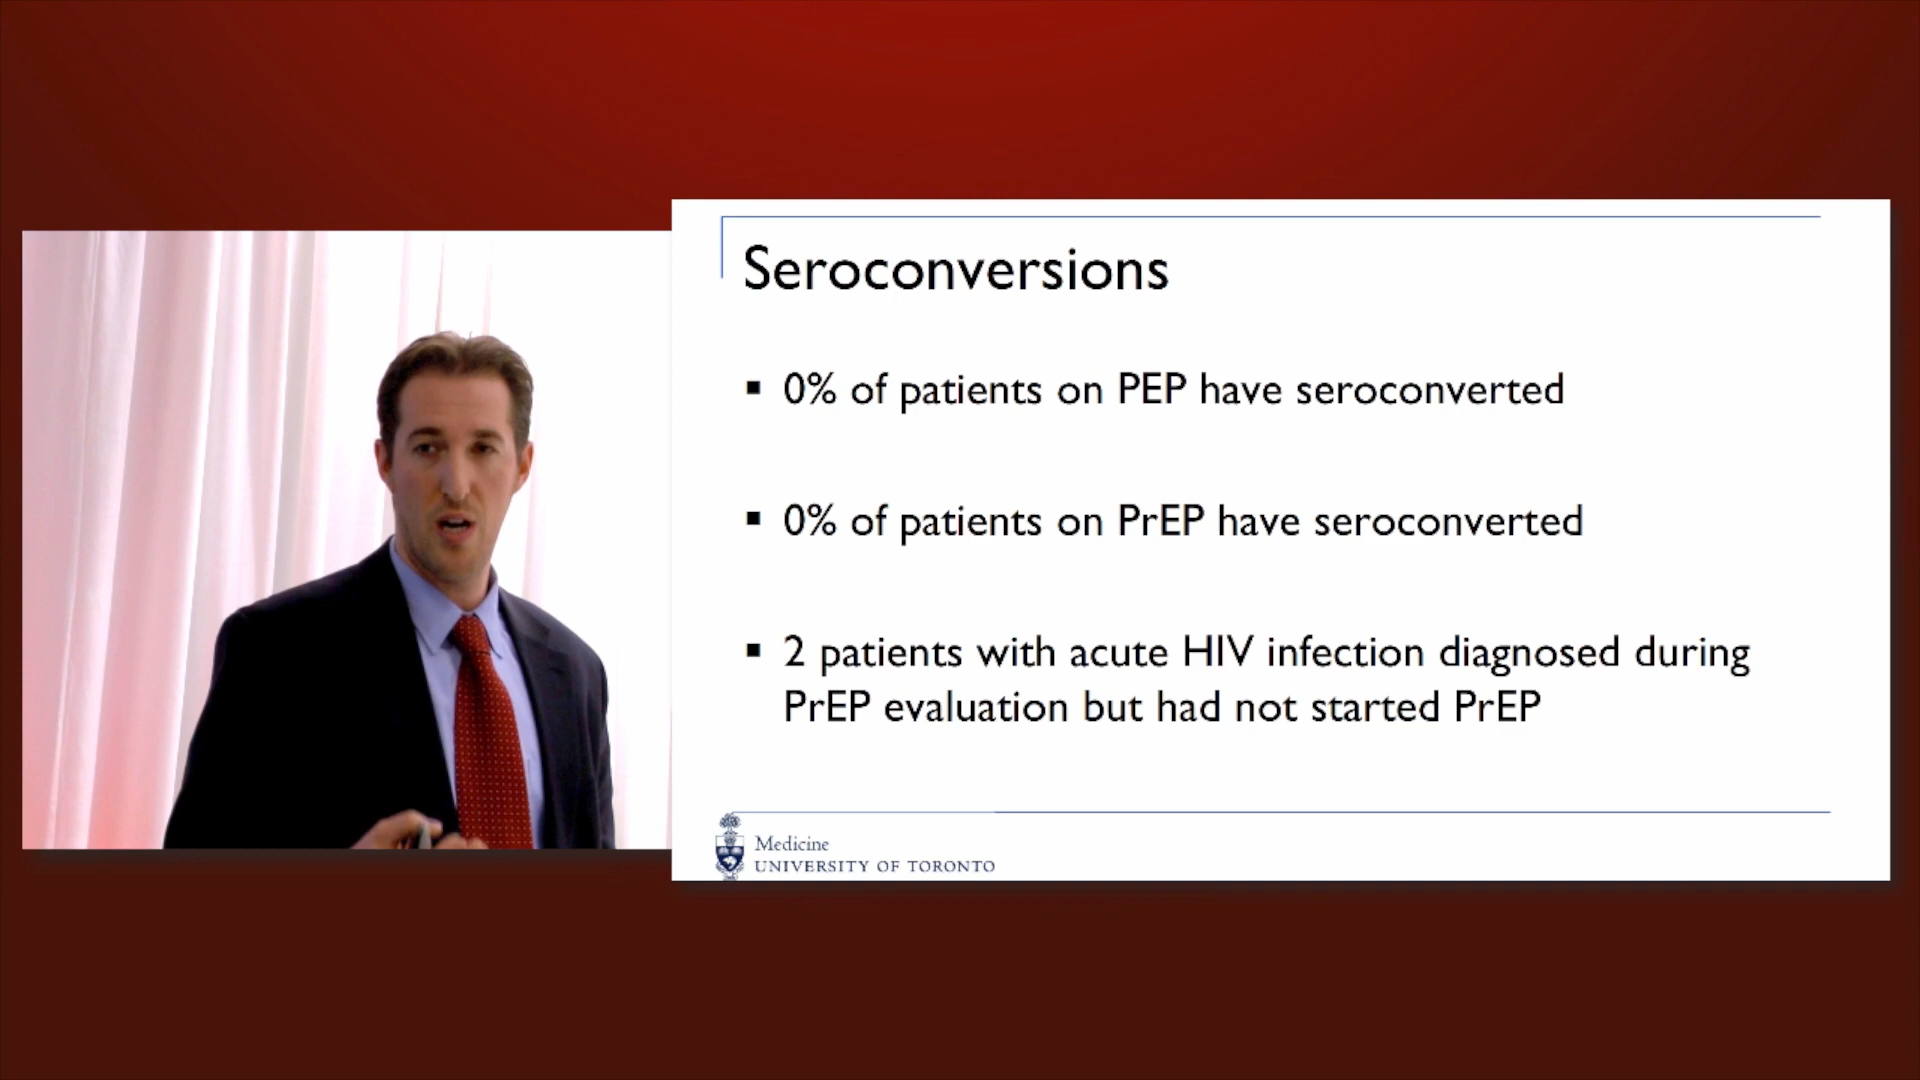 Seroconversions
▪ 0% of patients on PEP have seroconverted
▪ 0% of patients on PrEP have seroconverted
▪ 2 patients with acute HIV infection diagnosed during
PrEP evaluation but had not started PrEP
Medicine
UNIVERSITY OF TORONTO